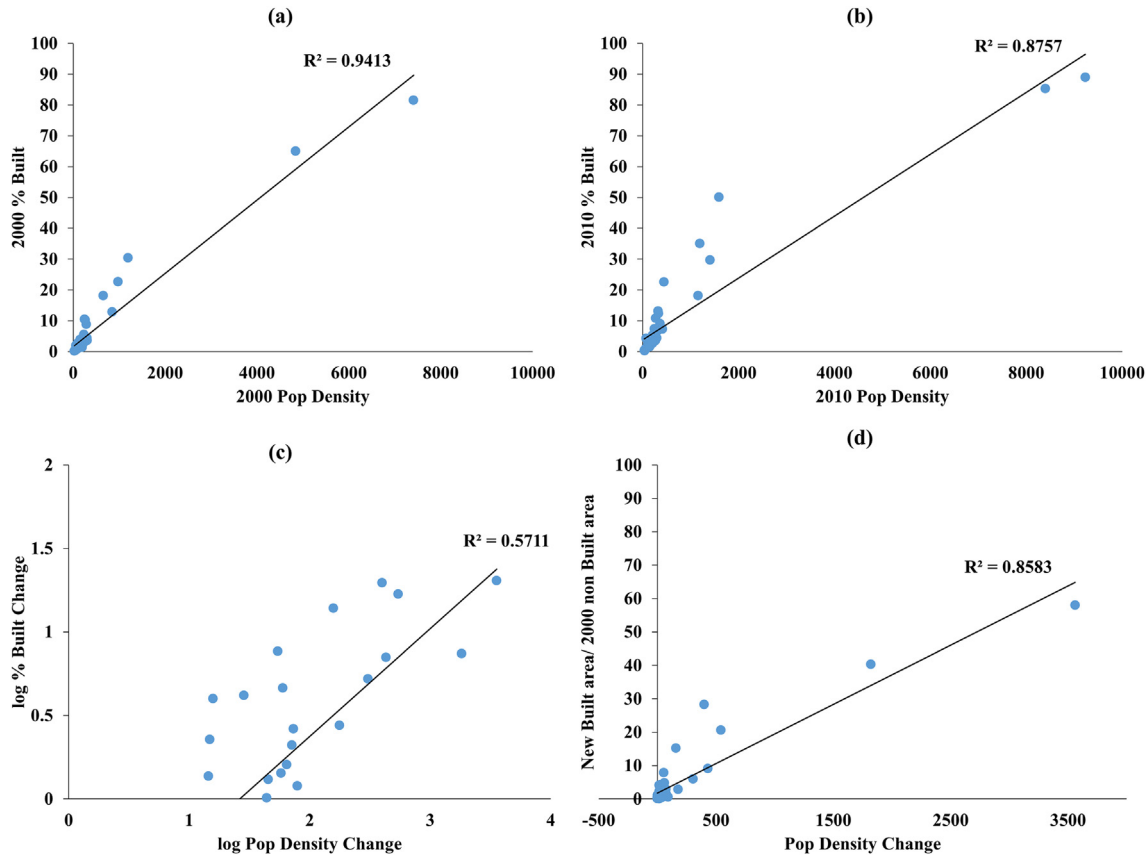 (a)
R² = 0.9413
100
90
80
70
60
50
40
30
20
10
0
2000 % Built
0 2000 4000 6000 8000 10000
2000 Pop Density
(b)
R² = 0.8757
100
90
80
70
60
50
40
30
20
10
0
2010 % Built
0 2000 4000 6000 8000 10000
2010 Pop Density
(c)
R² = 0.5711
2
1.5
1
0.5
0
log % Built Change
0 1 2 3 4
log Pop Density Change
(d)
R² = 0.8583
100
90
80
70
60
50
40
30
20
10
0
New Built area/ 2000 non Built area
-500 500 1500 2500 3500
Pop Density Change